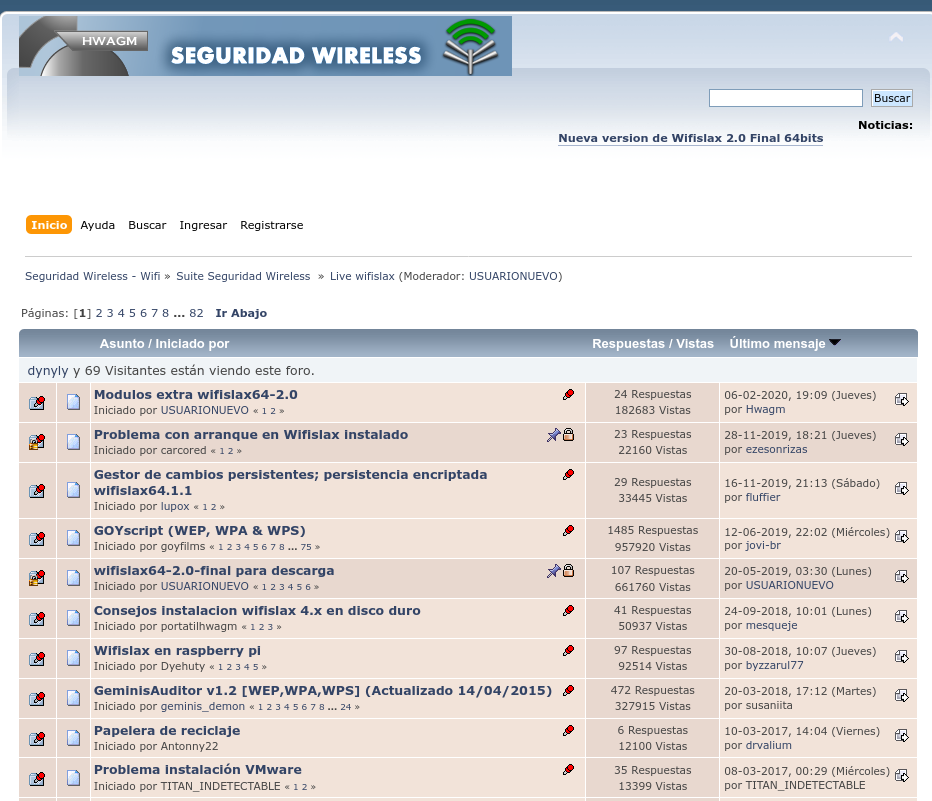 HWAGM
SEGURIDAD WIRELESS
Buscar
Noticias:
Nueva version de Wifislax 2.0 Final 64bits
Inicio Ayuda Buscar Ingresar Registrarse
Seguridad Wireless - Wifi » Suite Seguridad Wireless » Live wifislax (Moderador: USUARIONUEVO)
Páginas: [1] 2 3 4 5 6 7 8 ... 82 Ir Abajo
Asunto / Iniciado por Respuestas / Vistas Último mensaje
dynyly y 69 Visitantes están viendo este foro.
Modulos extra wifislax64-2.0
Iniciado por USUARIONUEVO « 1 2 »
24 Respuestas
182683 Vistas
06-02-2020, 19:09 (Jueves)
por Hwagm
Problema con arranque en Wifislax instalado
Iniciado por carcored « 1 2 »
23 Respuestas
22160 Vistas
28-11-2019, 18:21 (Jueves)
por ezesonrizas
Gestor de cambios persistentes; persistencia encriptada
wifislax64.1.1
Iniciado por lupox « 1 2 »
29 Respuestas
33445 Vistas
16-11-2019, 21:13 (Sábado)
por fluffier
GOYscript (WEP, WPA & WPS)
Iniciado por goyfilms « 1 2 3 4 5 6 7 8 ... 75 »
1485 Respuestas
957920 Vistas
12-06-2019, 22:02 (Miércoles)
por jovi-br
wifislax64-2.0-final para descarga
Iniciado por USUARIONUEVO « 1 2 3 4 5 6 »
107 Respuestas
661760 Vistas
20-05-2019, 03:30 (Lunes)
por USUARIONUEVO
Consejos instalacion wifislax 4.x en disco duro
Iniciado por portatilhwagm « 1 2 3 »
41 Respuestas
50937 Vistas
24-09-2018, 10:01 (Lunes)
por mesqueje
Wifislax en raspberry pi
Iniciado por Dyehuty « 1 2 3 4 5 »
97 Respuestas
92514 Vistas
30-08-2018, 10:07 (Jueves)
por byzzarul77
GeminisAuditor v1.2 [WEP,WPA,WPS] (Actualizado 14/04/2015)
Iniciado por geminis_demon « 1 2 3 4 5 6 7 8 ... 24 »
472 Respuestas
327915 Vistas
20-03-2018, 17:12 (Martes)
por susaniita
Papelera de reciclaje
Iniciado por Antonny22
6 Respuestas
12100 Vistas
10-03-2017, 14:04 (Viernes)
por drvalium
Problema instalación VMware
Iniciado por TITAN_INDETECTABLE « 1 2 »
35 Respuestas
13399 Vistas
08-03-2017, 00:29 (Miércoles)
por TITAN_INDETECTABLE